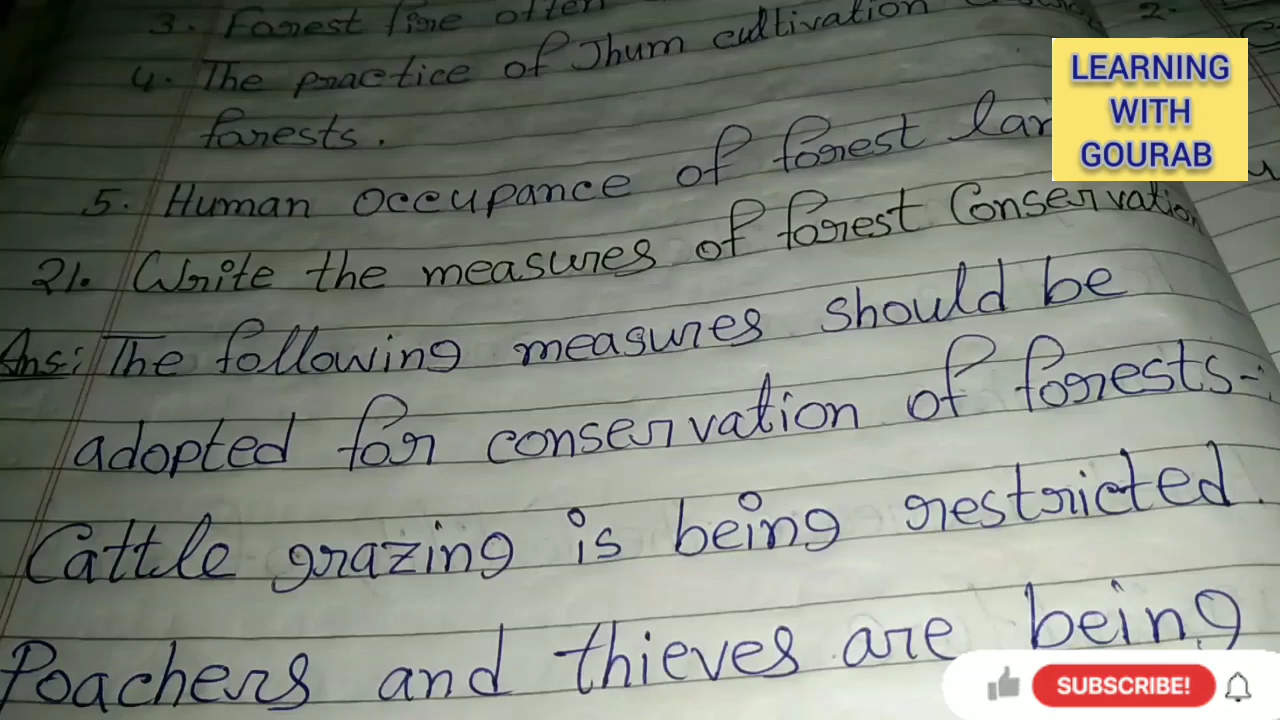 3. Forest fire often
4. The practice of Jhum cultivation
forests.
5. Human occupance of forest
21. Write the measures of forest Conservation
Ans: The following measures should be
adopted for conservation of forests-:
Cattle grazing is being restricted.
Poachers and thieves are being
LEARNING
WITH
GOURAB
SUBSCRIBE!